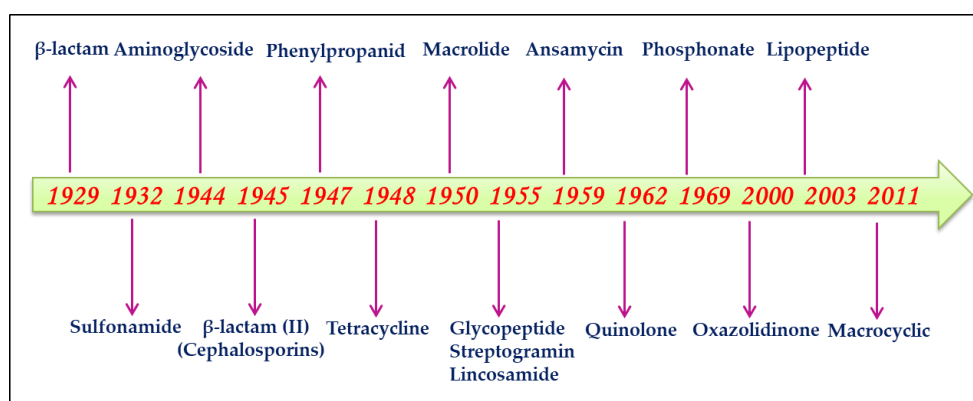 β-lactam Aminoglycoside Phenylpropanid Macrolide Ansamycin Phosphonate Lipopeptide
1929 1932 1944 1945 1947 1948 1950 1955 1959 1962 1969 2000 2003 2011
Sulfonamide β-lactam (II) Tetracycline Glycopeptide Quinolone Oxazolidinone Macrocyclic
(Cephalosporins) Streptogramin
Lincosamide